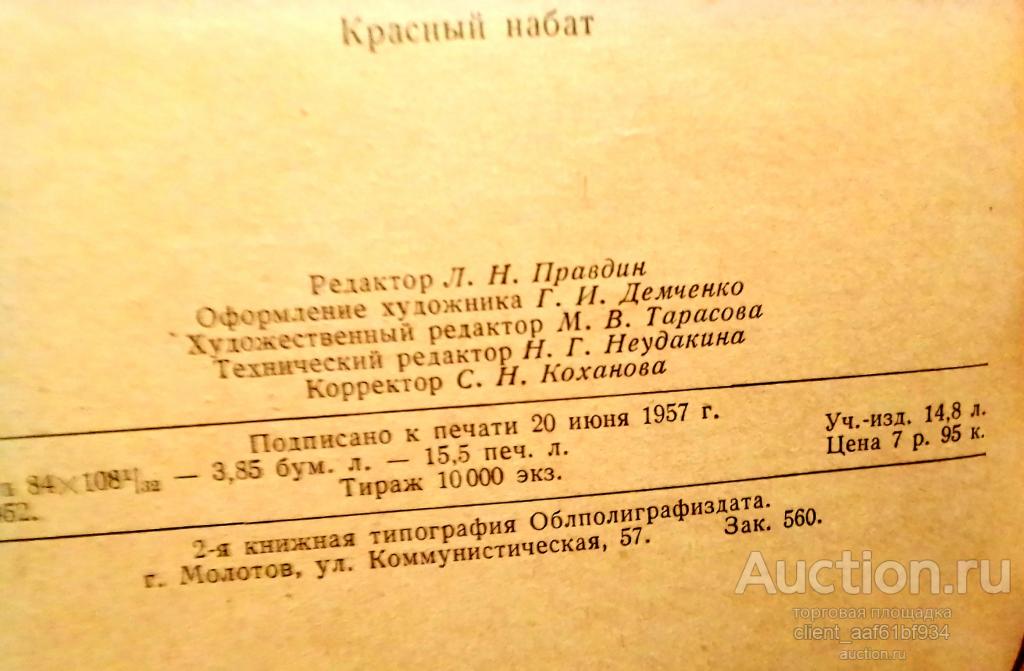 Красный набат
Редактор Л. Н. Правдин
Оформление художника Г. И. Демченко
Художественный редактор М. В. Тарасова
Технический редактор Н. Г. Неудакина
Корректор С. Н. Коханова
Подписано к печати 20 июня 1957 г.
84×108¹/₃₂ — 3,85 бум. л. — 15,5 печ. л.
Уч.-изд. 14,8 л.
Тираж 10 000 экз.
Цена 7 р. 95 к.
2-я книжная типография Облполиграфиздата.
г. Молотов, ул. Коммунистическая, 57. Зак. 560.
Auction.ru
торговая площадка
client_aaf61bf934
auction.ru